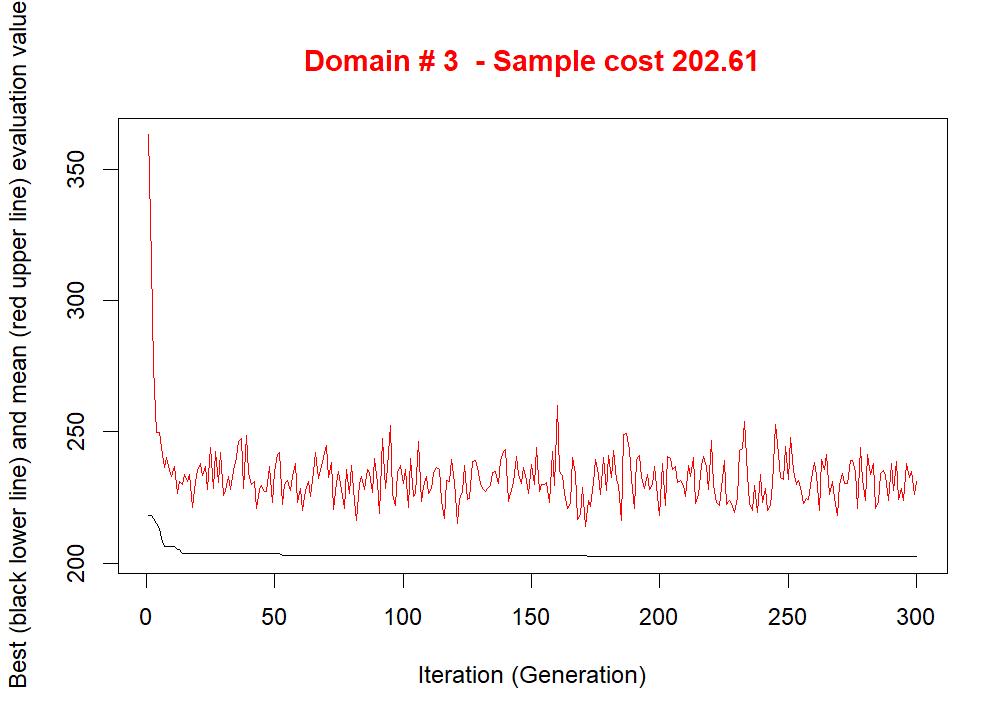 Domain # 3  - Sample cost 202.61
Best (black lower line) and mean (red upper line) evaluation value
350
300
250
200
0 50 100 150 200 250 300
Iteration (Generation)